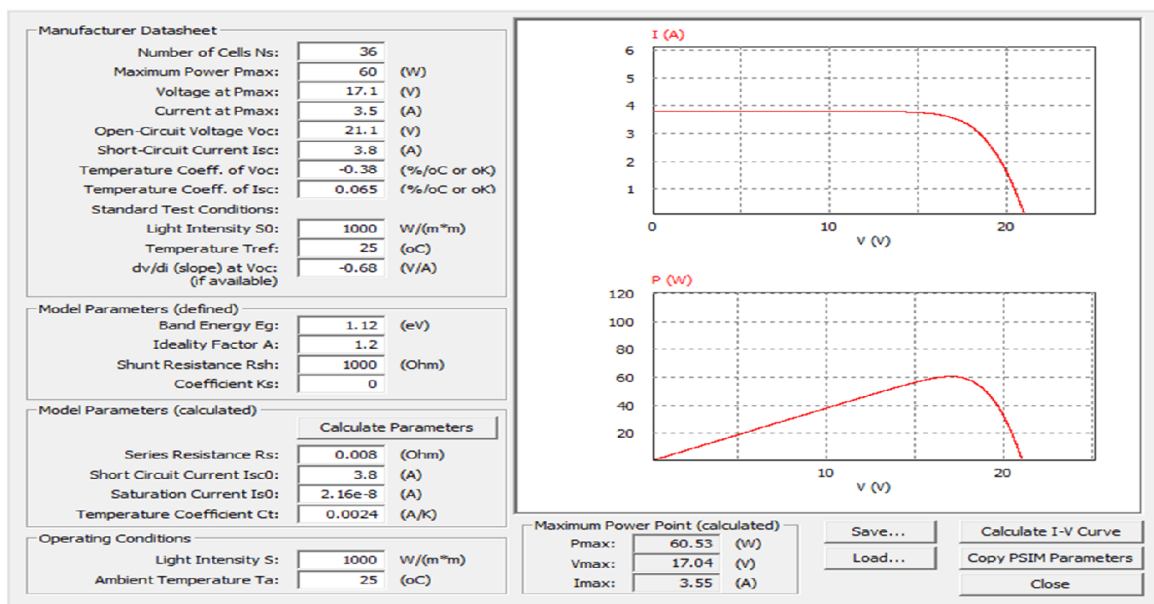 Manufacturer Datasheet
Number of Cells Ns: 36
Maximum Power Pmax: 60 (W)
Voltage at Pmax: 17.1 (V)
Current at Pmax: 3.5 (A)
Open-Circuit Voltage Voc: 21.1 (V)
Short-Circuit Current Isc: 3.8 (A)
Temperature Coeff. of Voc: -0.38 (%/oC or oK)
Temperature Coeff. of Isc: 0.065 (%/oC or oK)
Standard Test Conditions:
Light Intensity S0: 1000 W/(m*m)
Temperature Tref: 25 (oC)
dv/di (slope) at Voc: -0.68 (V/A)
(if available)
Model Parameters (defined)
Band Energy Eg: 1.12 (eV)
Ideality Factor A: 1.2
Shunt Resistance Rsh: 1000 (Ohm)
Coefficient Ks: 0
Model Parameters (calculated)
Calculate Parameters
Series Resistance Rs: 0.008 (Ohm)
Short Circuit Current Isc0: 3.8 (A)
Saturation Current Is0: 2.16e-8 (A)
Temperature Coefficient Ct: 0.0024 (A/K)
Operating Conditions
Light Intensity S: 1000 W/(m*m)
Ambient Temperature Ta: 25 (oC)
I (A)
6
5
4
3
2
1
0 10 20
V (V)
P (W)
120
100
80
60
40
20
10 20
V (V)
Maximum Power Point (calculated)
Pmax: 60.53 (W)
Vmax: 17.04 (V)
Imax: 3.55 (A)
Save...
Load...
Calculate I-V Curve
Copy PSIM Parameters
Close